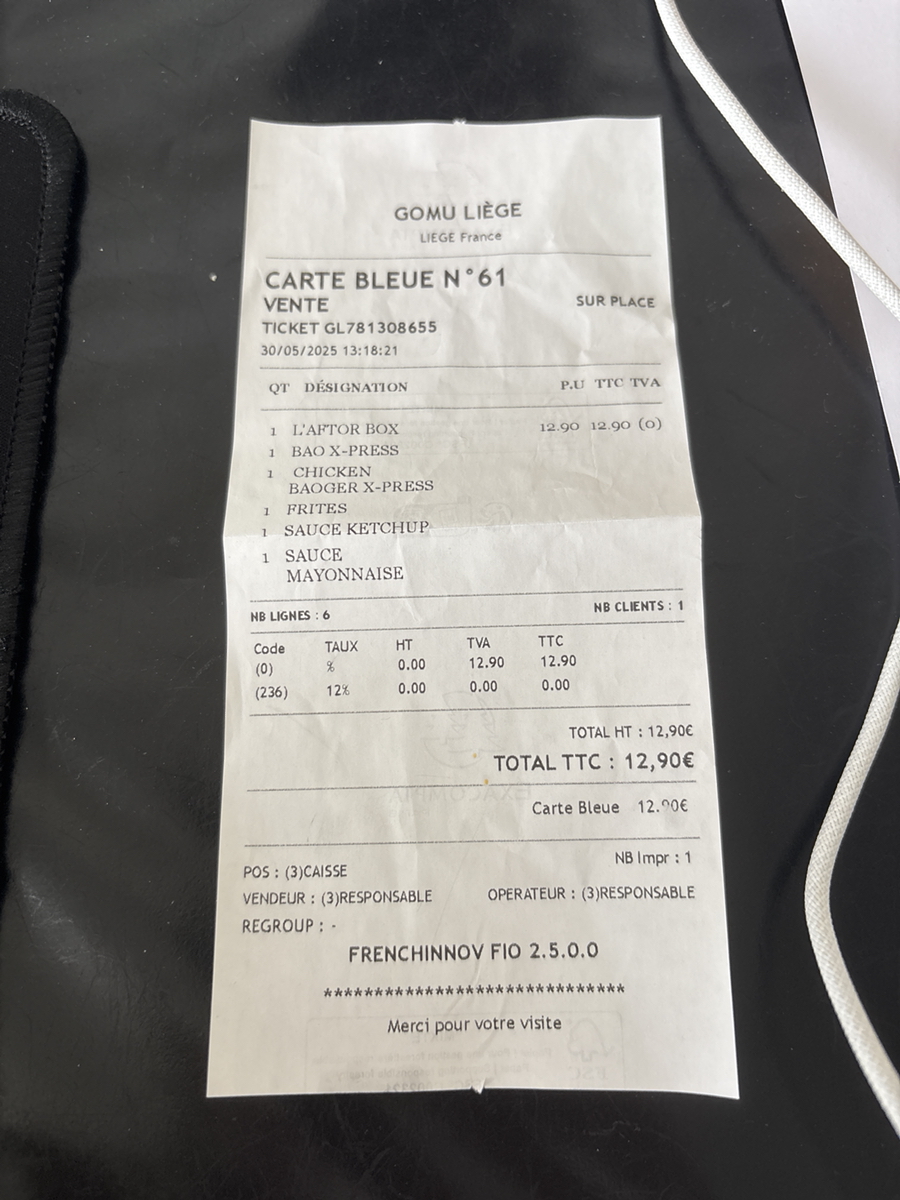 GOMU LIÈGE
LIEGE France
CARTE BLEUE N°61
VENTE SUR PLACE
TICKET GL781308655
30/05/2025 13:18:21
QT DÉSIGNATION P.U TTC TVA
1 L'AFTOR BOX 12.90 12.90 (0)
1 BAO X-PRESS
1 CHICKEN
BAOGER X-PRESS
1 FRITES
1 SAUCE KETCHUP
1 SAUCE
MAYONNAISE
NB LIGNES : 6 NB CLIENTS : 1
Code TAUX HT TVA TTC
(0) % 0.00 12.90 12.90
(236) 12% 0.00 0.00 0.00
TOTAL HT : 12,90€
TOTAL TTC : 12,90€
Carte Bleue 12.90€
NB Impr : 1
POS : (3)CAISSE
VENDEUR : (3)RESPONSABLE OPERATEUR : (3)RESPONSABLE
REGROUP : -
FRENCHINNOV FIO 2.5.0.0
******************************
Merci pour votre visite